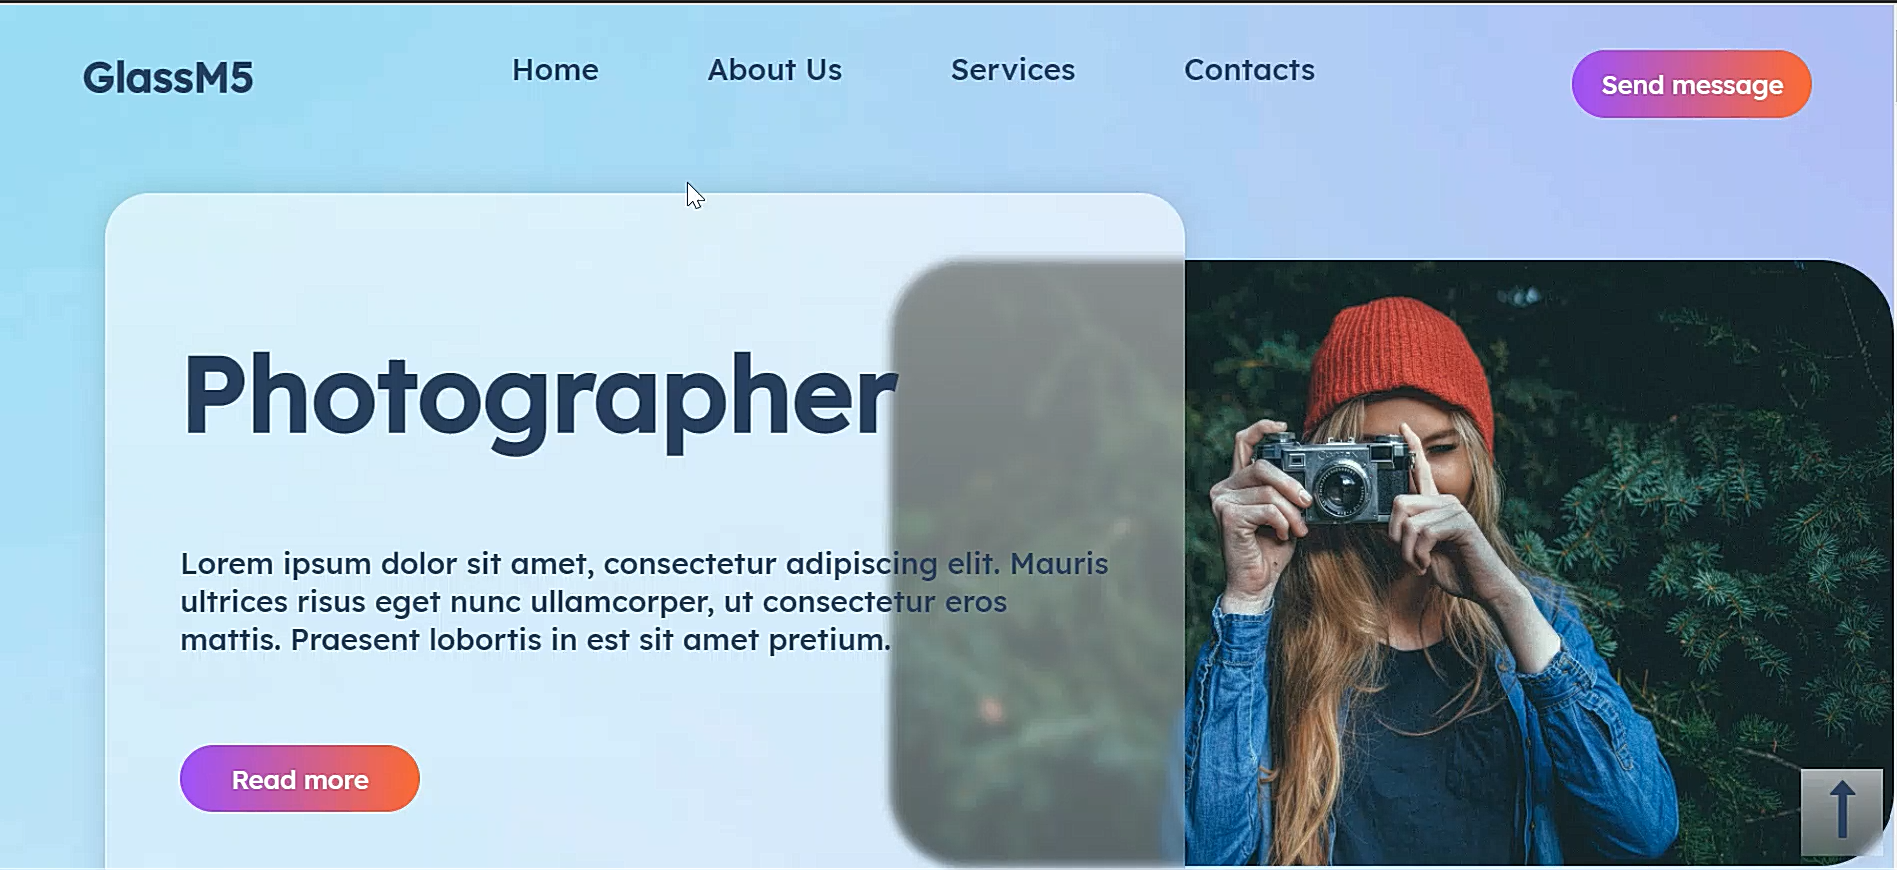 GlassM5
Home About Us Services Contacts
Send message
Photographer
Lorem ipsum dolor sit amet, consectetur adipiscing elit. Mauris
ultrices risus eget nunc ullamcorper, ut consectetur eros
mattis. Praesent lobortis in est sit amet pretium.
Read more